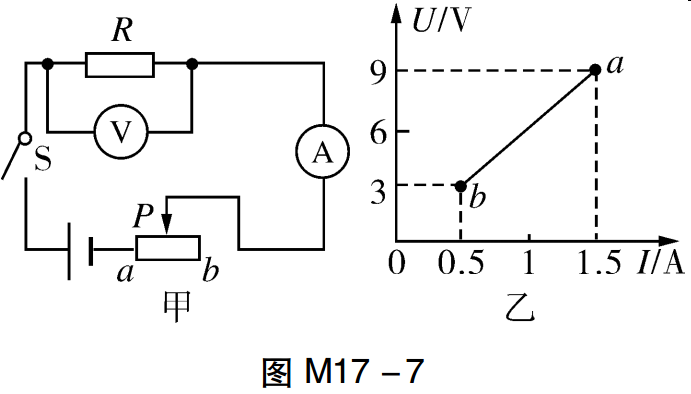 R
V
S
A
P
a
b
甲
U/V
9
6
3
a
b
0
0.5
1
1.5
I/A
乙
图 M17-7